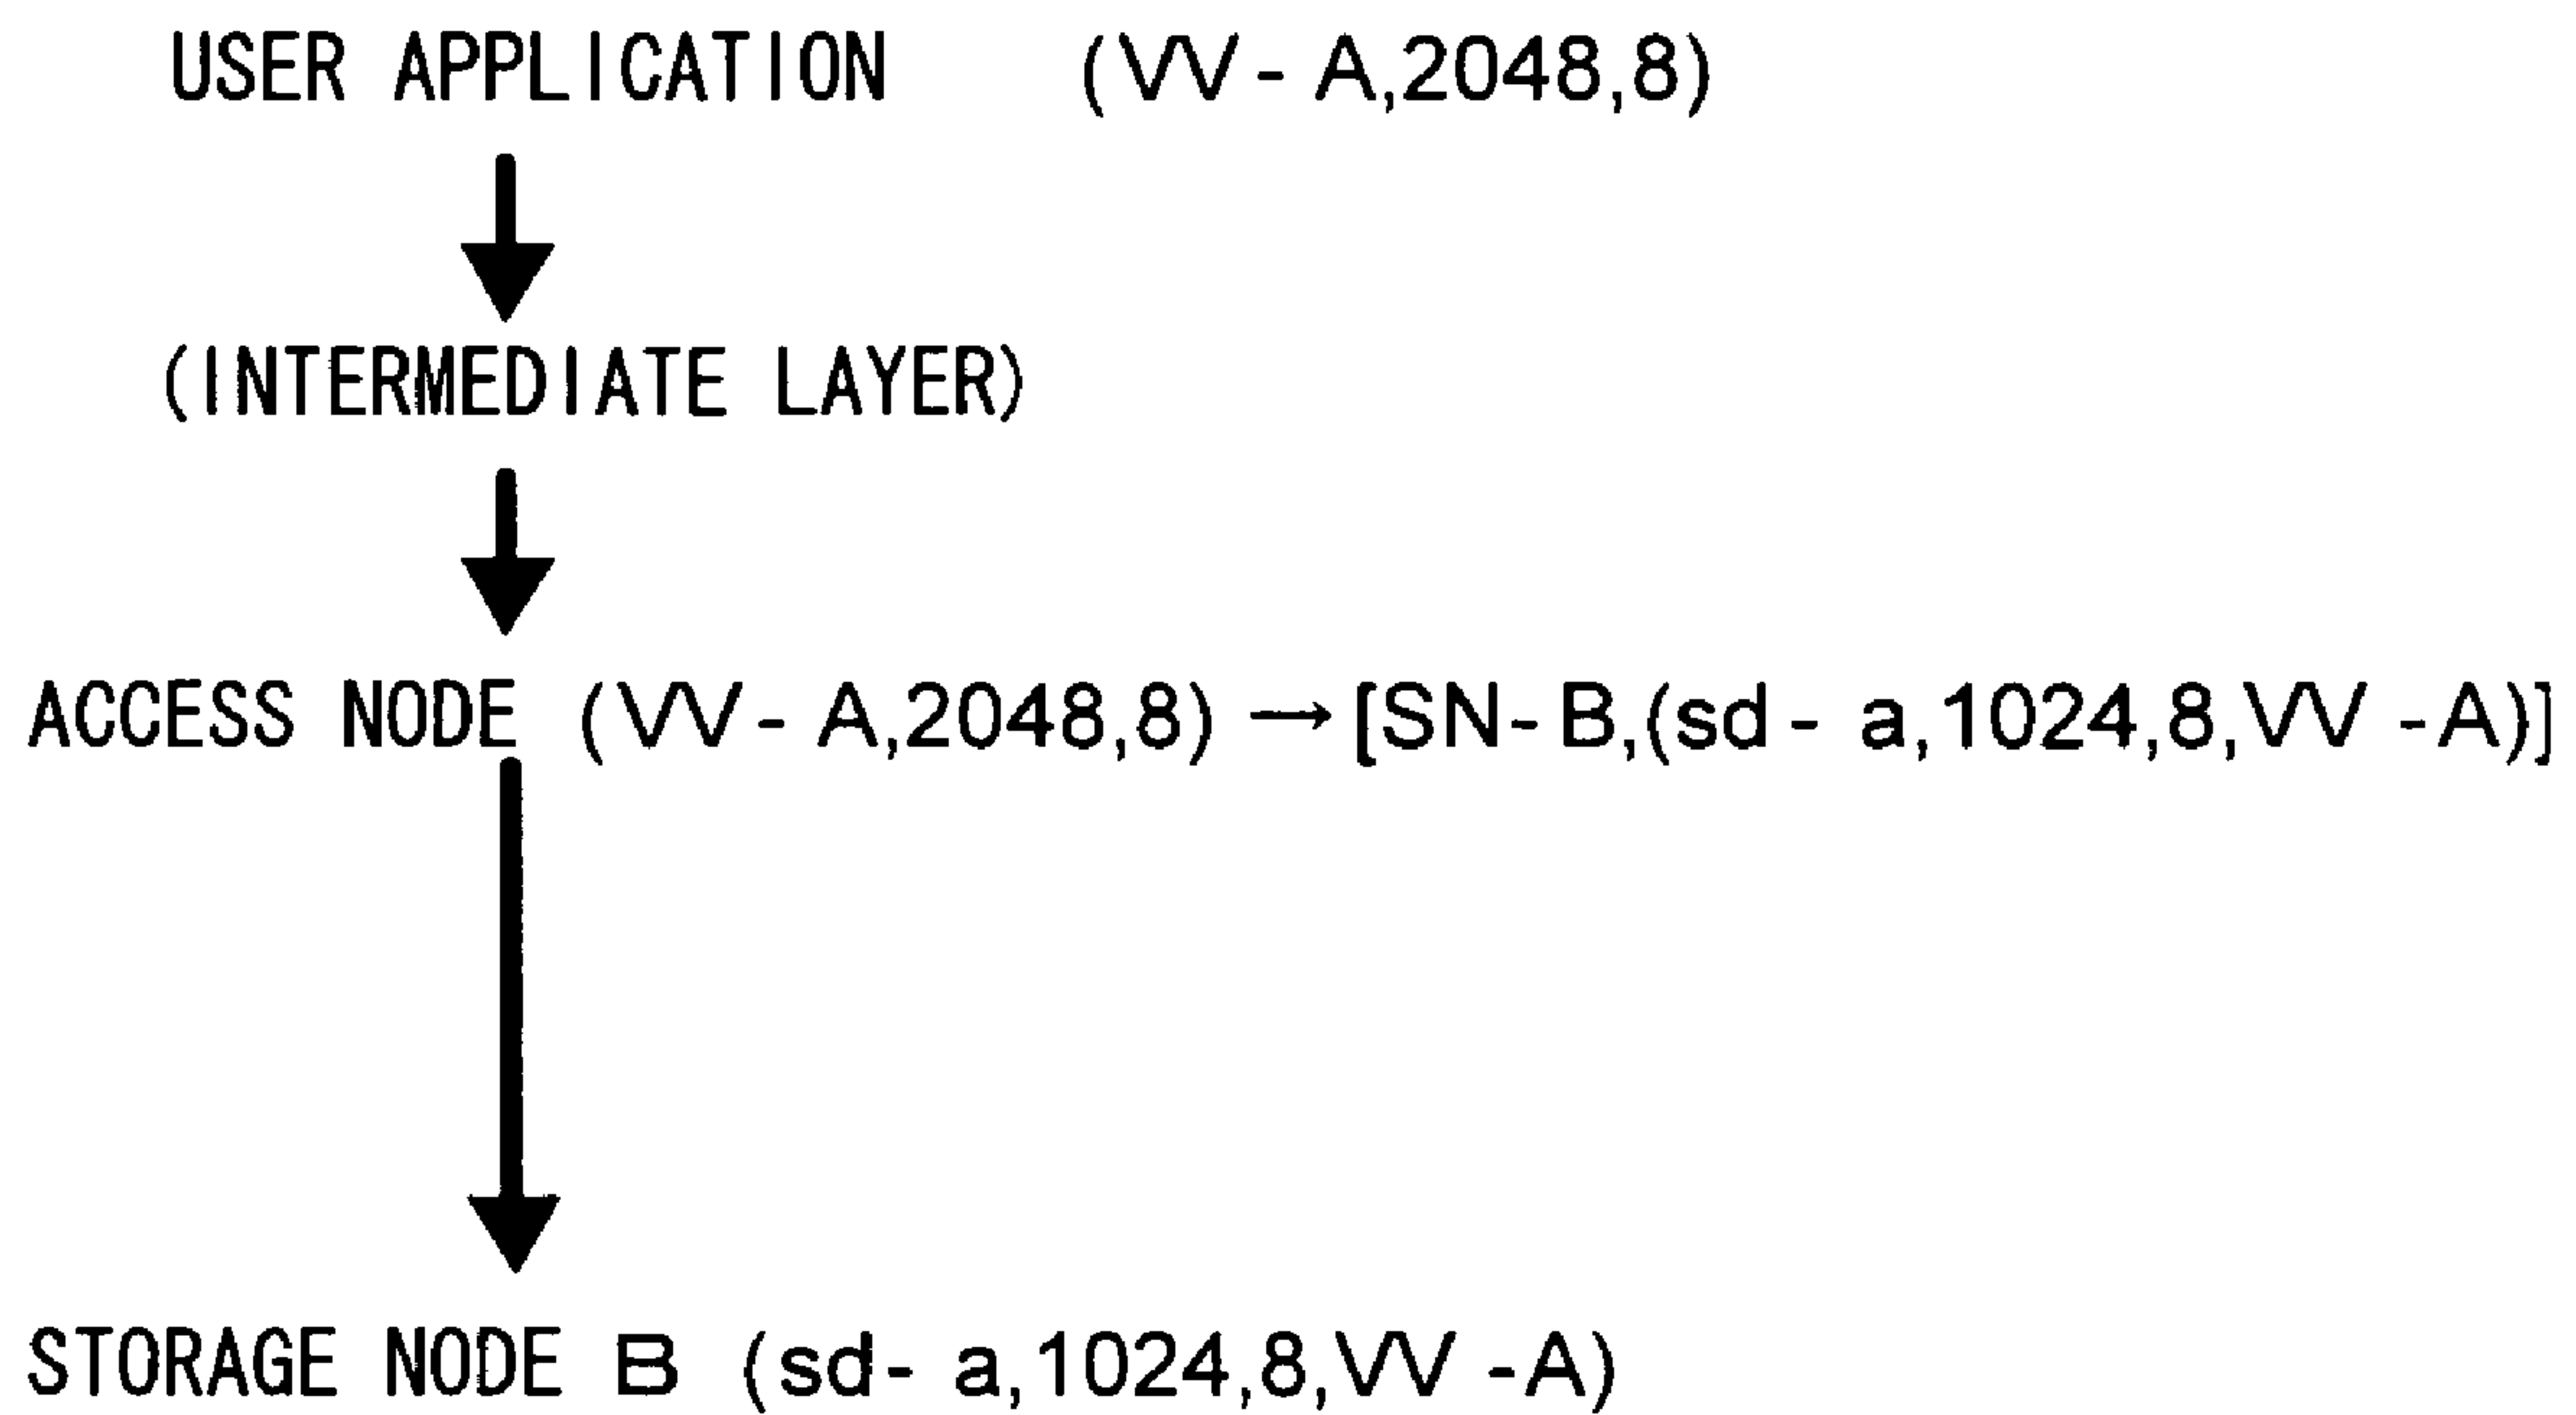 USER APPLICATION (VV - A,2048,8)
(INTERMEDIATE LAYER)
ACCESS NODE (VV - A,2048,8) → [SN- B,(sd - a,1024,8,VV -A)]
STORAGE NODE B (sd- a,1024,8,VV -A)